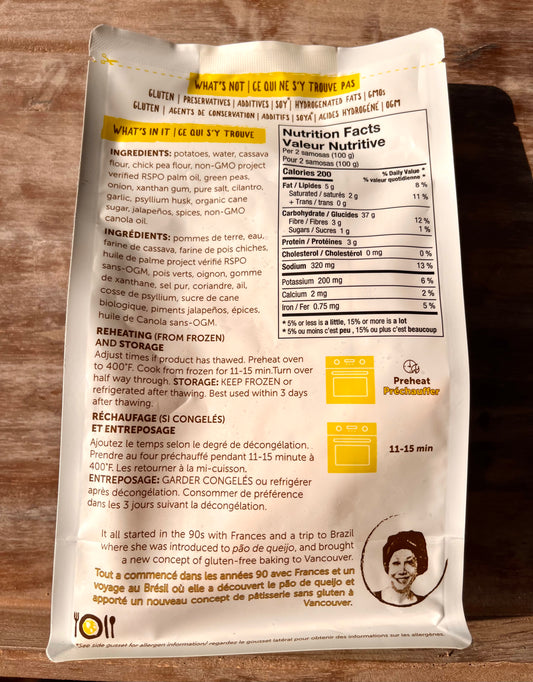 WHAT'S NOT | CE QUI NE S'Y TROUVE PAS
GLUTEN | PRESERVATIVES | ADDITIVES | SOY* | HYDROGENATED FATS | GMOs
GLUTEN | AGENTS DE CONSERVATION | ADDITIFS | SOYA* | ACIDES HYDROGÉNÉ | OGM
WHAT'S IN IT | CE QUI S'Y TROUVE
INGREDIENTS: potatoes, water, cassava
flour, chick pea flour, non-GMO project
verified RSPO palm oil, green peas,
onion, xanthan gum, pure salt, cilantro,
garlic, psyllium husk, organic cane
sugar, jalapeños, spices, non-GMO
canola oil.
INGRÉDIENTS: pommes de terre, eau,
farine de cassava, farine de pois chiches,
huile de palme project vérifié RSPO
sans-OGM, pois verts, oignon, gomme
de xanthane, sel pur, coriandre, ail,
cosse de psyllium, sucre de cane
biologique, piments jalapeños, épices,
huile de Canola sans-OGM.
Nutrition Facts
Valeur Nutritive
Per 2 samosas (100 g)
Pour 2 samosas (100 g)
Calories 200
% Daily Value *
% valeur quotidienne *
Fat / Lipides 5 g 8 %
Saturated / saturés 2 g
+ Trans / trans 0 g 11 %
Carbohydrate / Glucides 37 g
Fibre / Fibres 3 g 12 %
Sugars / Sucres 1 g 1 %
Protein / Protéines 3 g
Cholesterol / Cholestérol 0 mg 0 %
Sodium 320 mg 13 %
Potassium 200 mg 6 %
Calcium 2 mg 2 %
Iron / Fer 0.75 mg 5 %
* 5% or less is a little, 15% or more is a lot
* 5% ou moins c'est peu, 15% ou plus c'est beaucoup
REHEATING (FROM FROZEN)
AND STORAGE
Adjust times if product has thawed. Preheat oven
to 400°F. Cook from frozen for 11-15 min.Turn over
half way through. STORAGE: KEEP FROZEN or
refrigerated after thawing. Best used within 3 days
after thawing.
Preheat
Préchauffer
RÉCHAUFAGE (SI CONGELÉS)
ET ENTREPOSAGE
Ajoutez le temps selon le degré de décongélation.
Prendre au four préchauffé pendant 11-15 minute à
400°F. Les retourner à la mi-cuisson.
ENTREPOSAGE: GARDER CONGELÉS ou refrigérer
après décongélation. Consommer de préférence
dans les 3 jours suivant la décongélation.
11-15 min
It all started in the 90s with Frances and a trip to Brazil
where she was introduced to pão de queijo, and brought
a new concept of gluten-free baking to Vancouver.
Tout a commencé dans les années 90 avec Frances et un
voyage au Brésil où elle a découvert le pão de queijo et
apporté un nouveau concept de pâtisserie sans gluten à
Vancouver.
*See side gusset for allergen information/ regardez le gousset latéral pour obtenir des informations sur les allergènes.